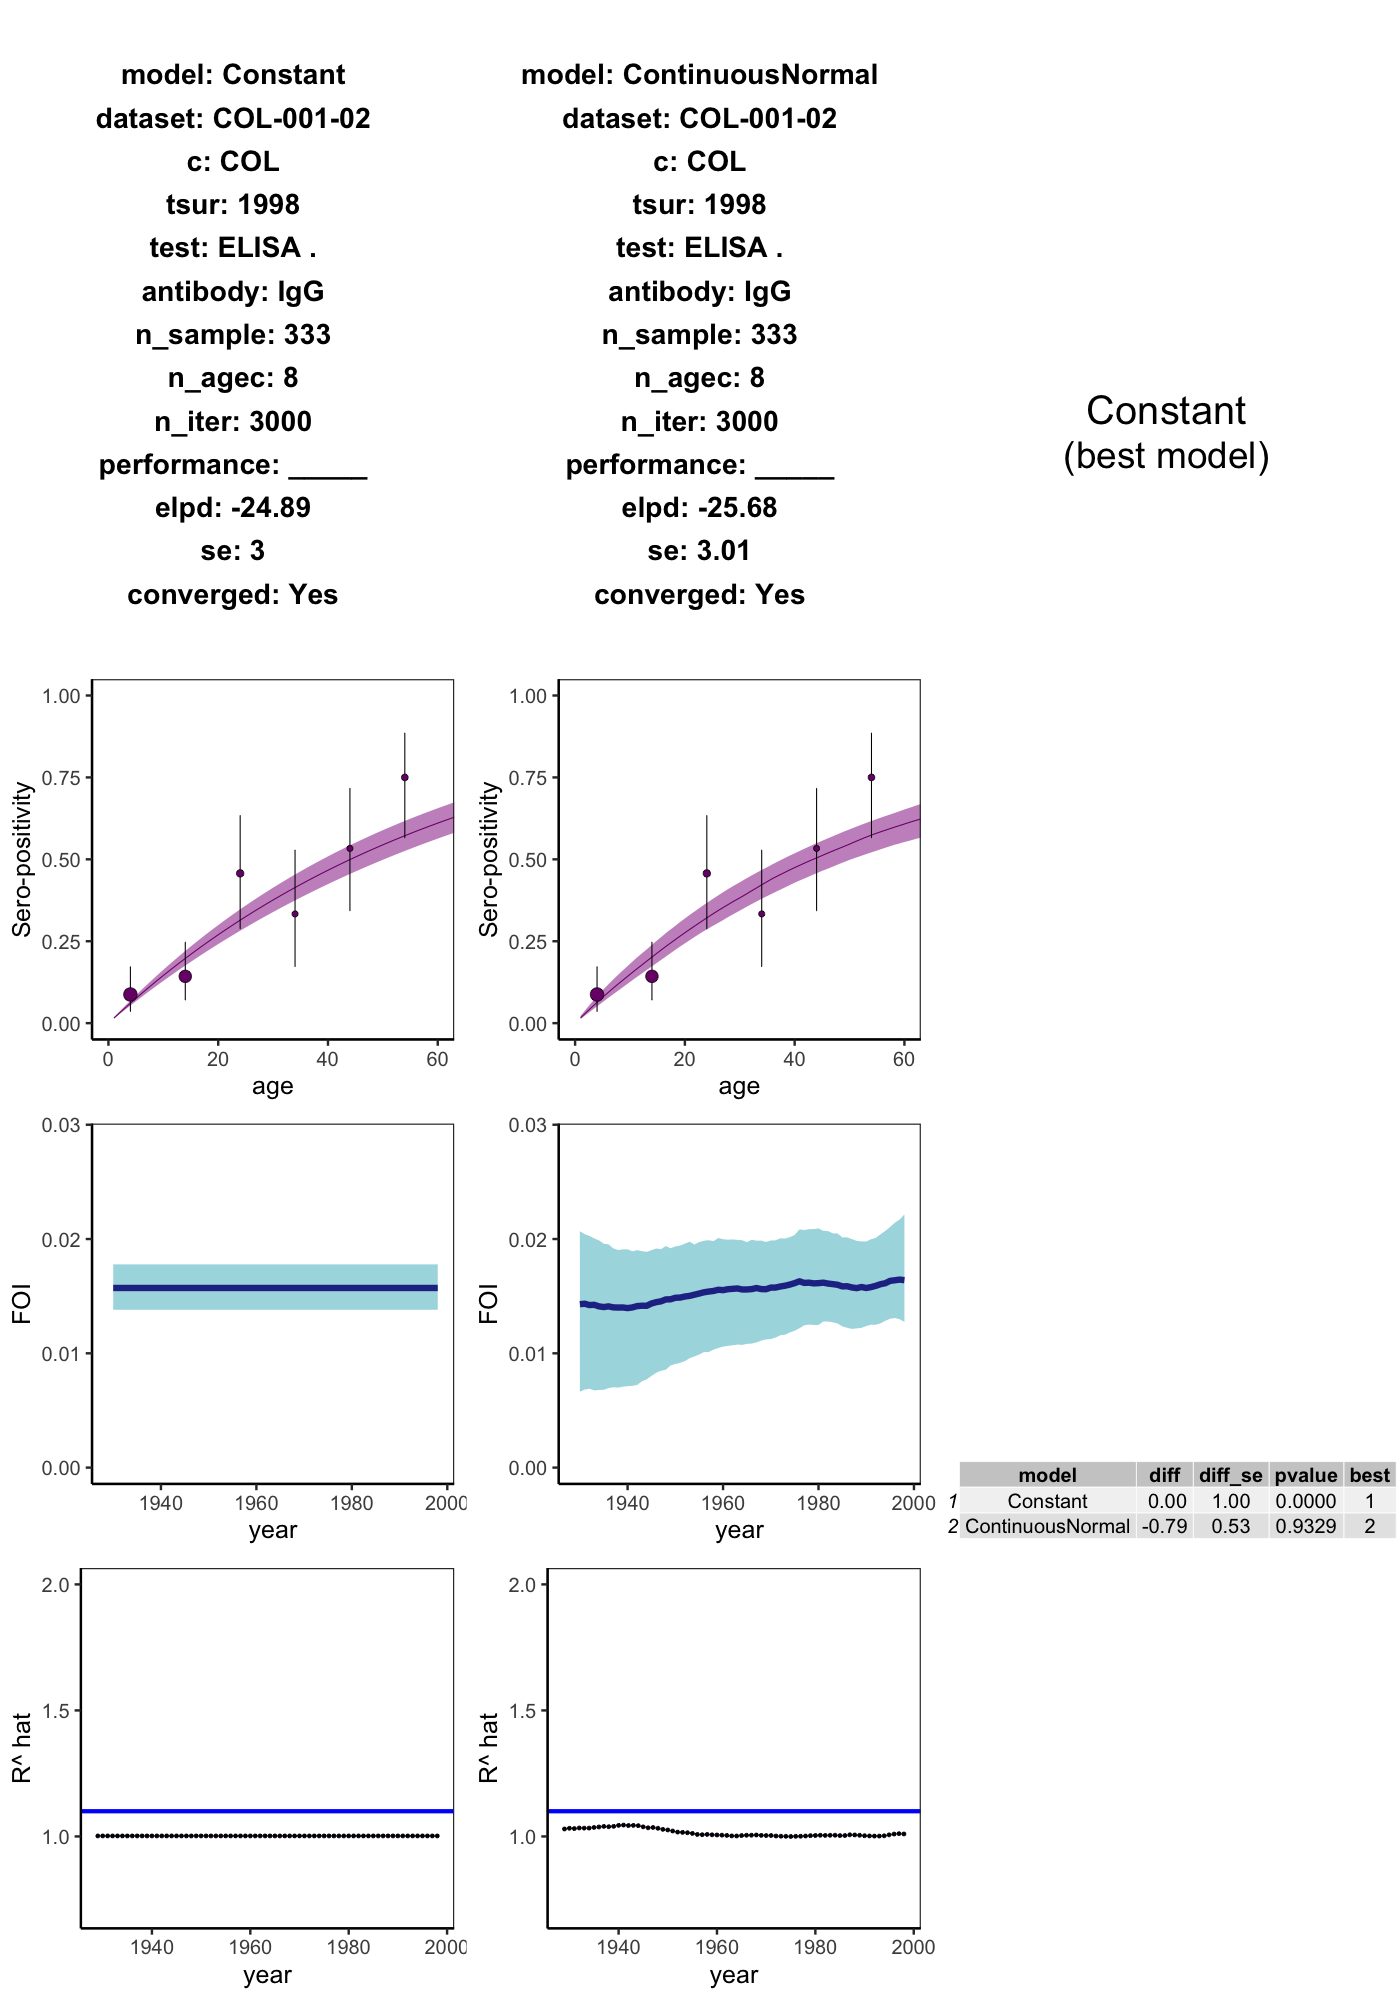 model: Constant
dataset: COL-001-02
c: COL
tsur: 1998
test: ELISA .
antibody: IgG
n_sample: 333
n_agec: 8
n_iter: 3000
performance: _____
elpd: -24.89
se: 3
converged: Yes
model: ContinuousNormal
dataset: COL-001-02
c: COL
tsur: 1998
test: ELISA .
antibody: IgG
n_sample: 333
n_agec: 8
n_iter: 3000
performance: _____
elpd: -25.68
se: 3.01
converged: Yes
Constant
(best model)
1.00
0.75
0.50
0.25
0.00
Sero-positivity
0 20 40 60
age
1.00
0.75
0.50
0.25
0.00
Sero-positivity
0 20 40 60
age
0.03
0.02
0.01
0.00
FOI
1940 1960 1980 2000
year
0.03
0.02
0.01
0.00
FOI
1940 1960 1980 2000
year
model diff diff_se pvalue best
1 Constant 0.00 1.00 0.0000 1
2 ContinuousNormal -0.79 0.53 0.9329 2
2.0
1.5
1.0
R^ hat
1940 1960 1980 2000
year
2.0
1.5
1.0
R^ hat
1940 1960 1980 2000
year